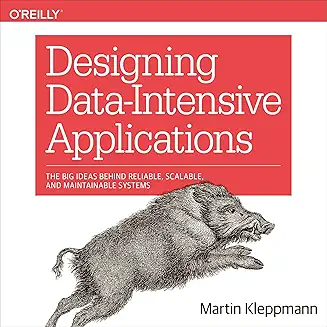 O'REILLY®
Designing
Data-Intensive
Applications
THE BIG IDEAS BEHIND RELIABLE, SCALABLE,
AND MAINTAINABLE SYSTEMS
Martin Kleppmann